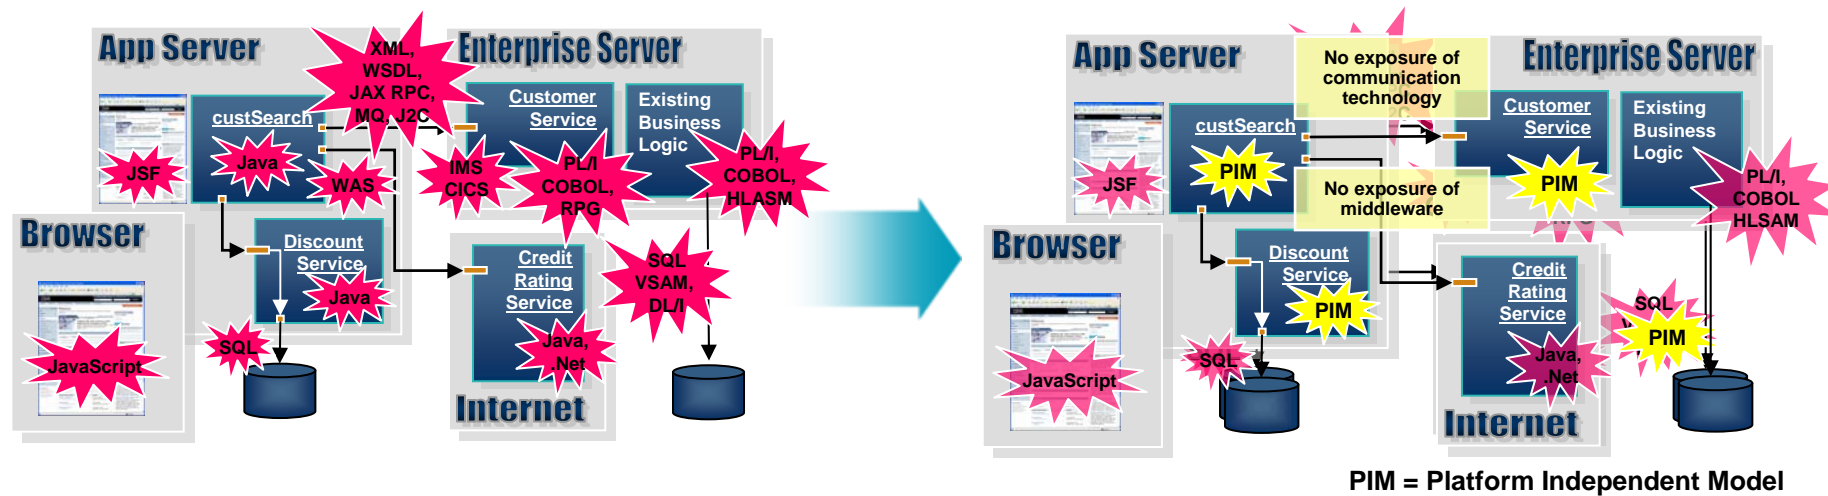 App Server
XML,
WSDL,
JAX RPC,
MQ, J2C
Enterprise Server
custSearch
Customer
Service
Existing
Business
Logic
JSF
Java
WAS
IMS
CICS
PL/I
COBOL,
RPG
PL/I,
COBOL,
HLASM
Browser
JavaScript
Discount
Service
Java
SQL
Credit
Rating
Service
Java,
.Net
SQL
VSAM,
DL/I
Internet
App Server
No exposure of
communication
technology
Enterprise Server
custSearch
Customer
Service
Existing
Business
Logic
JSF
PIM
No exposure of
middleware
PIM
PL/I,
COBOL
HLSAM
Browser
JavaScript
Discount
Service
PIM
SQL
Credit
Rating
Service
Java,
.Net
SQL
PIM
Internet
PIM = Platform Independent Model